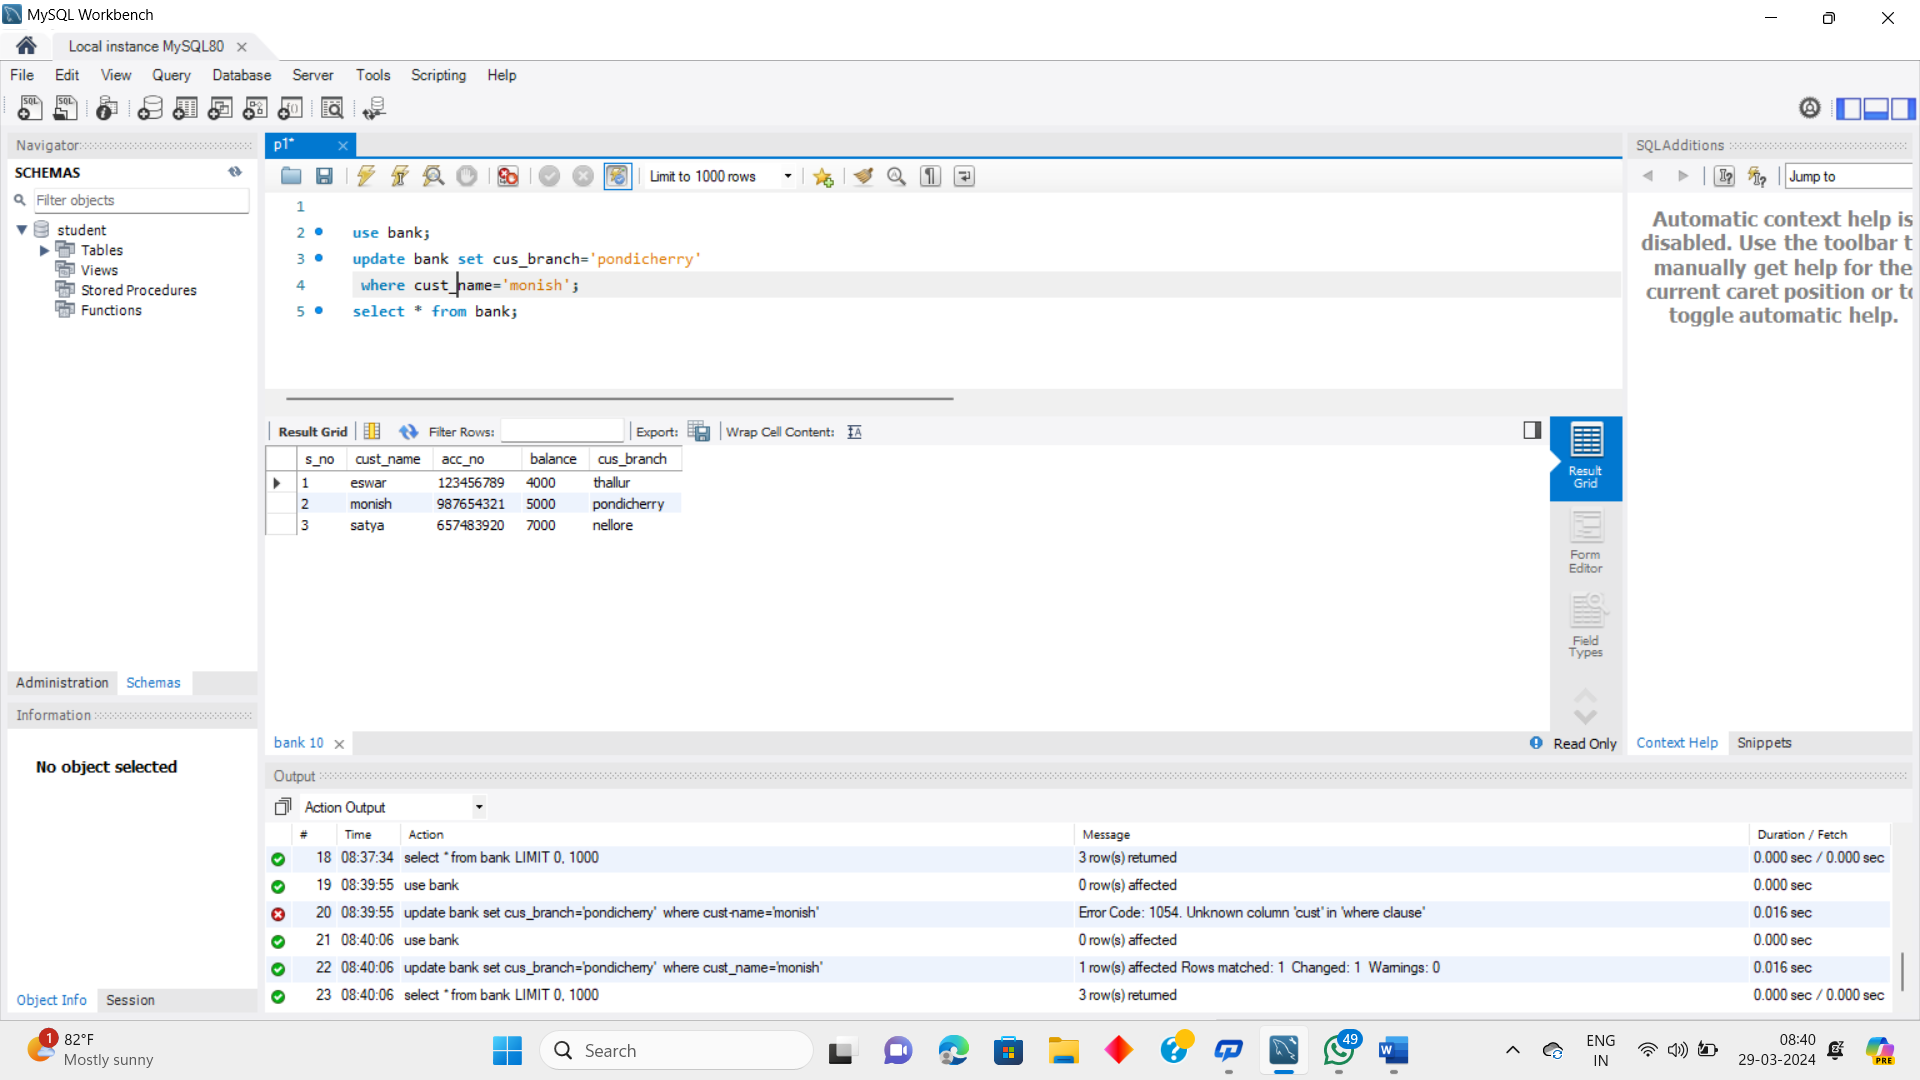 MySQL Workbench
Local instance MySQL80
File Edit View Query Database Server Tools Scripting Help
Navigator
SCHEMAS
Filter objects
student
Tables
Views
Stored Procedures
Functions
Administration Schemas
Information
No object selected
Object Info Session
p1*
Limit to 1000 rows
1
2 use bank;
3 update bank set cus_branch='pondicherry'
4 where cust_name='monish';
5 select * from bank;
Result Grid Filter Rows: Export: Wrap Cell Content:
s_no cust_name acc_no balance cus_branch
1 eswar 123456789 4000 thallur
2 monish 987654321 5000 pondicherry
3 satya 657483920 7000 nellore
Result
Grid
Form
Editor
Field
Types
bank 10
Read Only
SQLAdditions
Jump to
Automatic context help is
disabled. Use the toolbar t
manually get help for the
current caret position or to
toggle automatic help.
Context Help Snippets
Output
Action Output
# Time Action Message Duration / Fetch
18 08:37:34 select * from bank LIMIT 0, 1000 3 row(s) returned 0.000 sec / 0.000 sec
19 08:39:55 use bank 0 row(s) affected 0.000 sec
20 08:39:55 update bank set cus_branch='pondicherry' where cust-name='monish' Error Code: 1054. Unknown column 'cust' in 'where clause' 0.016 sec
21 08:40:06 use bank 0 row(s) affected 0.000 sec
22 08:40:06 update bank set cus_branch='pondicherry' where cust_name='monish' 1 row(s) affected Rows matched: 1 Changed: 1 Warnings: 0 0.016 sec
23 08:40:06 select * from bank LIMIT 0, 1000 3 row(s) returned 0.000 sec / 0.000 sec
1
82°F
Mostly sunny
Search
49
ENG
IN
08:40
29-03-2024
PRE